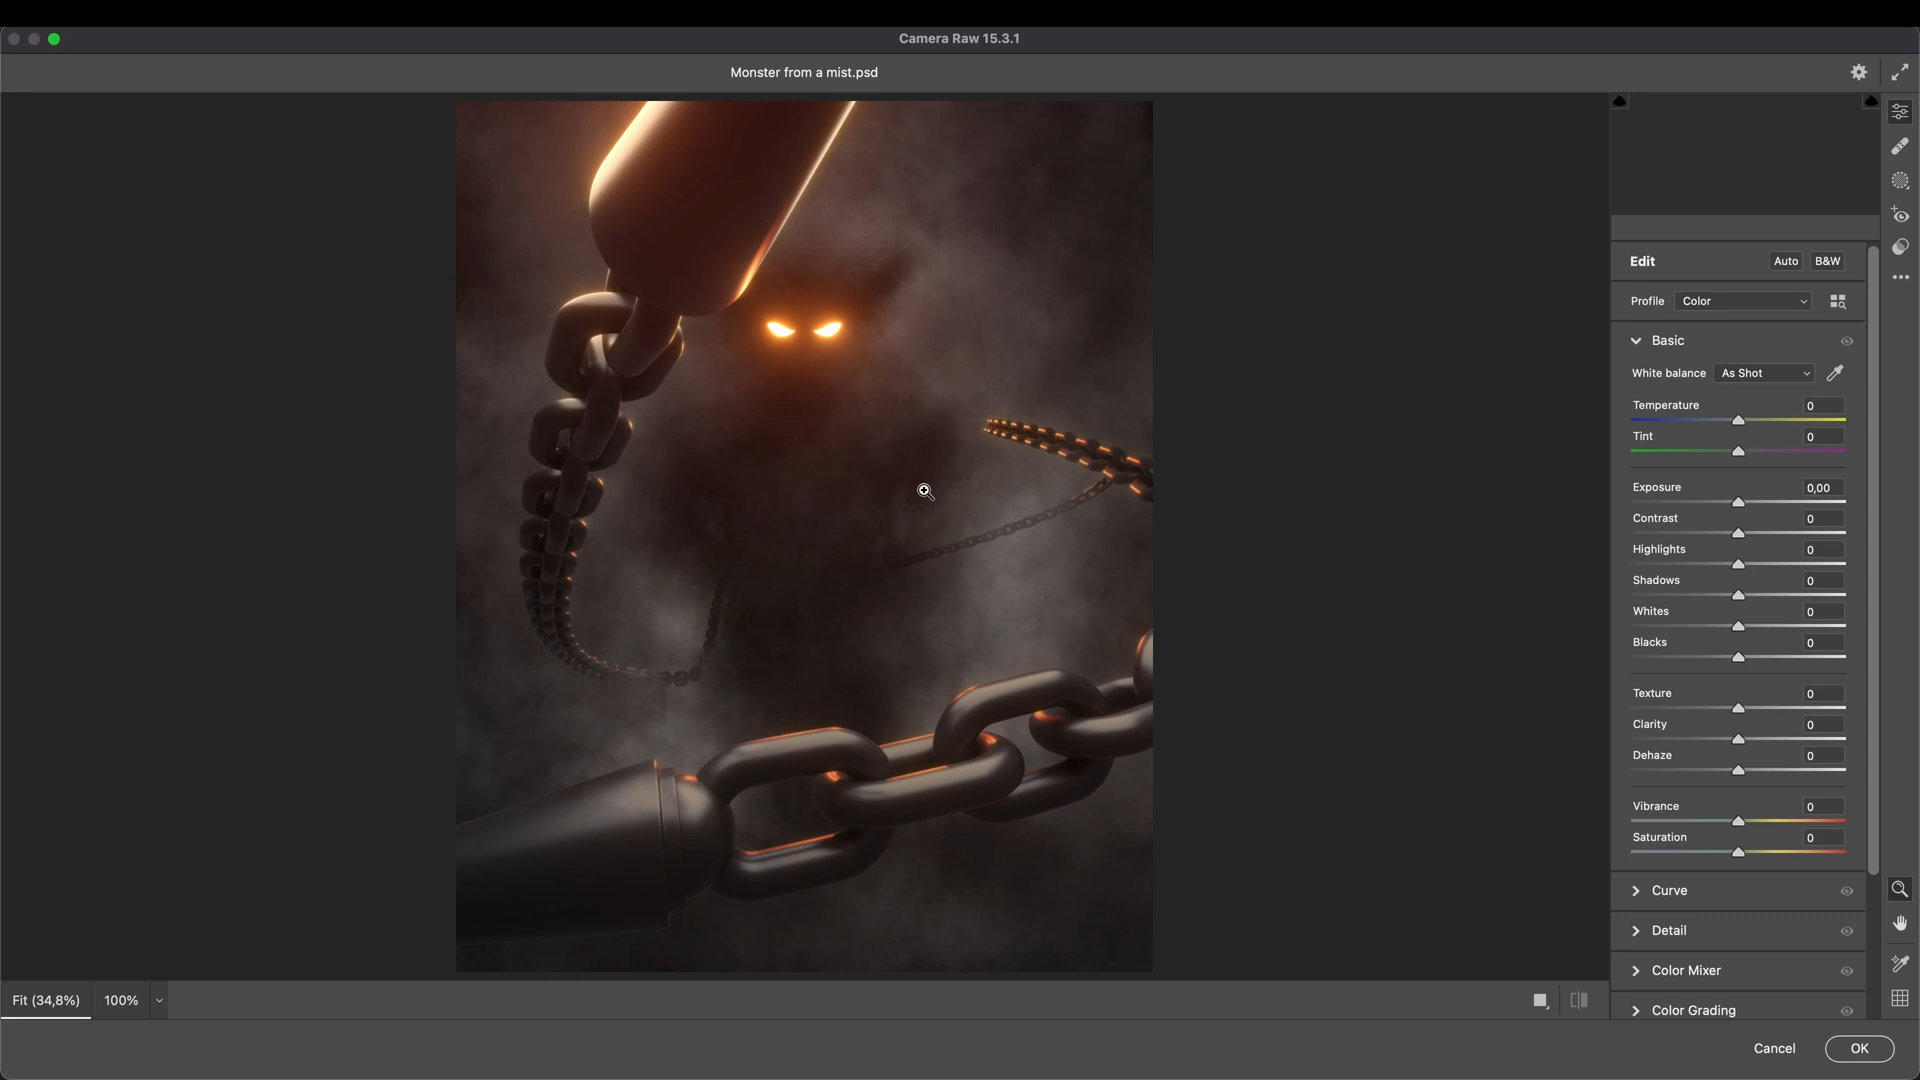 Camera Raw 15.3.1
Monster from a mist.psd
Edit Auto B&W
Profile Color
Basic
White balance As Shot
Temperature 0
Tint 0
Exposure 0,00
Contrast 0
Highlights 0
Shadows 0
Whites 0
Blacks 0
Texture 0
Clarity 0
Dehaze 0
Vibrance 0
Saturation 0
Curve
Detail
Color Mixer
Color Grading
Fit (34,8%) 100%
Cancel OK